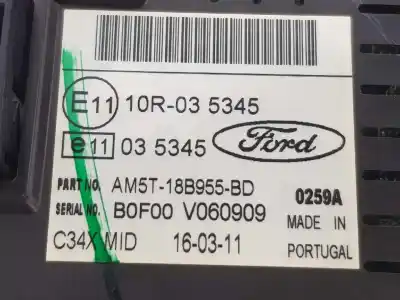 E11 10R-03 5345
e11 03 5345 Ford
PART NO. AM5T-18B955-BD 0259A
SERIAL NO. B0F00 V060909 MADE IN
C34X MID 16-03-11 PORTUGAL